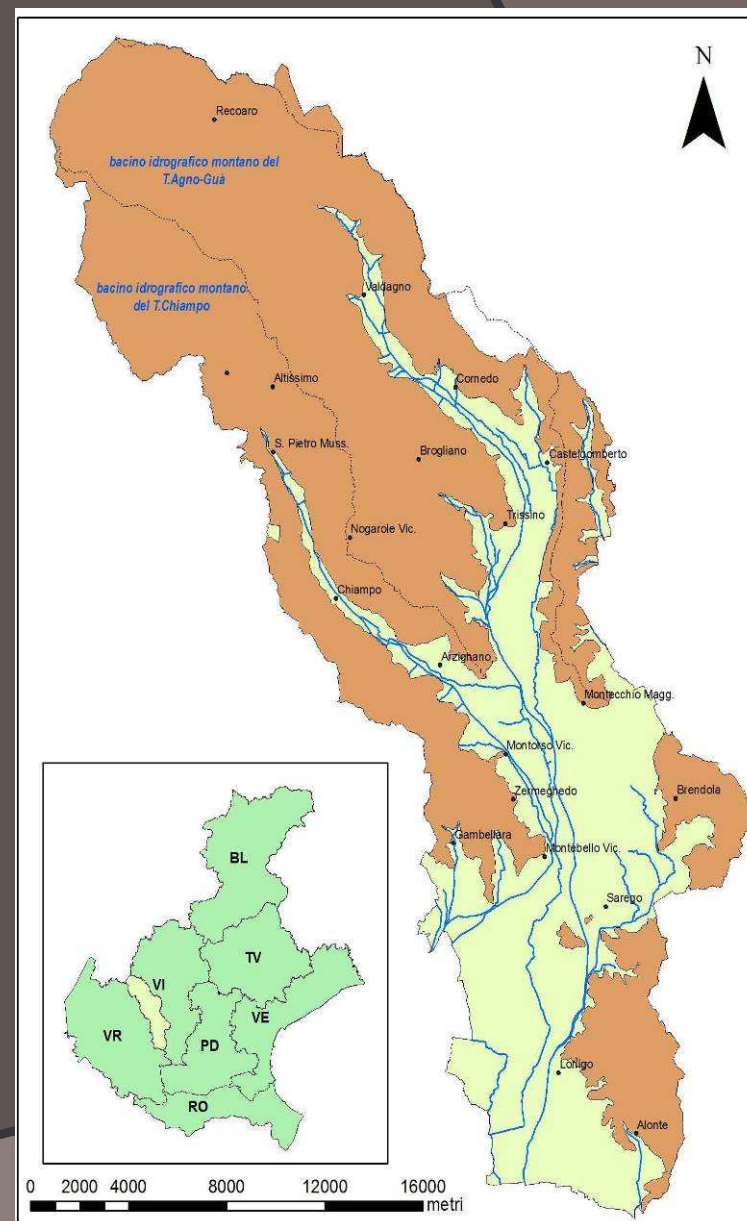 N
Recoaro
bacino idrografico montano del
T.Agno-Guà
bacino idrografico montano
del T.Chiampo
Valdagno
Altissimo
Cornedo
S. Pietro Muss.
Brogliano
Castelgomberto
Trissino
Nogarole Vic.
Chiampo
Arzignano
Montecchio Magg.
Montorso Vic.
Zermeghedo
Brendola
Gambellara
Montebello Vic.
Sarego
Lonigo
Alonte
BL
TV
VI
VE
VR
PD
RO
0 2000 4000 8000 12000 16000
metri